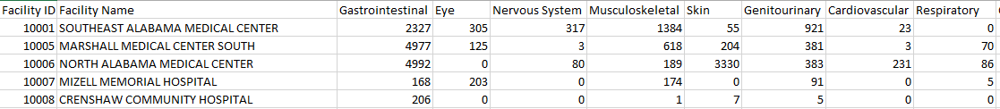 Facility ID Facility Name Gastrointestinal Eye Nervous System Musculoskeletal Skin Genitourinary Cardiovascular Respiratory
10001 SOUTHEAST ALABAMA MEDICAL CENTER 2327 305 317 1384 55 921 23 0
10005 MARSHALL MEDICAL CENTER SOUTH 4977 125 3 618 204 381 3 70
10006 NORTH ALABAMA MEDICAL CENTER 4992 0 80 189 3330 383 231 86
10007 MIZELL MEMORIAL HOSPITAL 168 203 0 174 0 91 0 5
10008 CRENSHAW COMMUNITY HOSPITAL 206 0 0 1 7 5 0 0